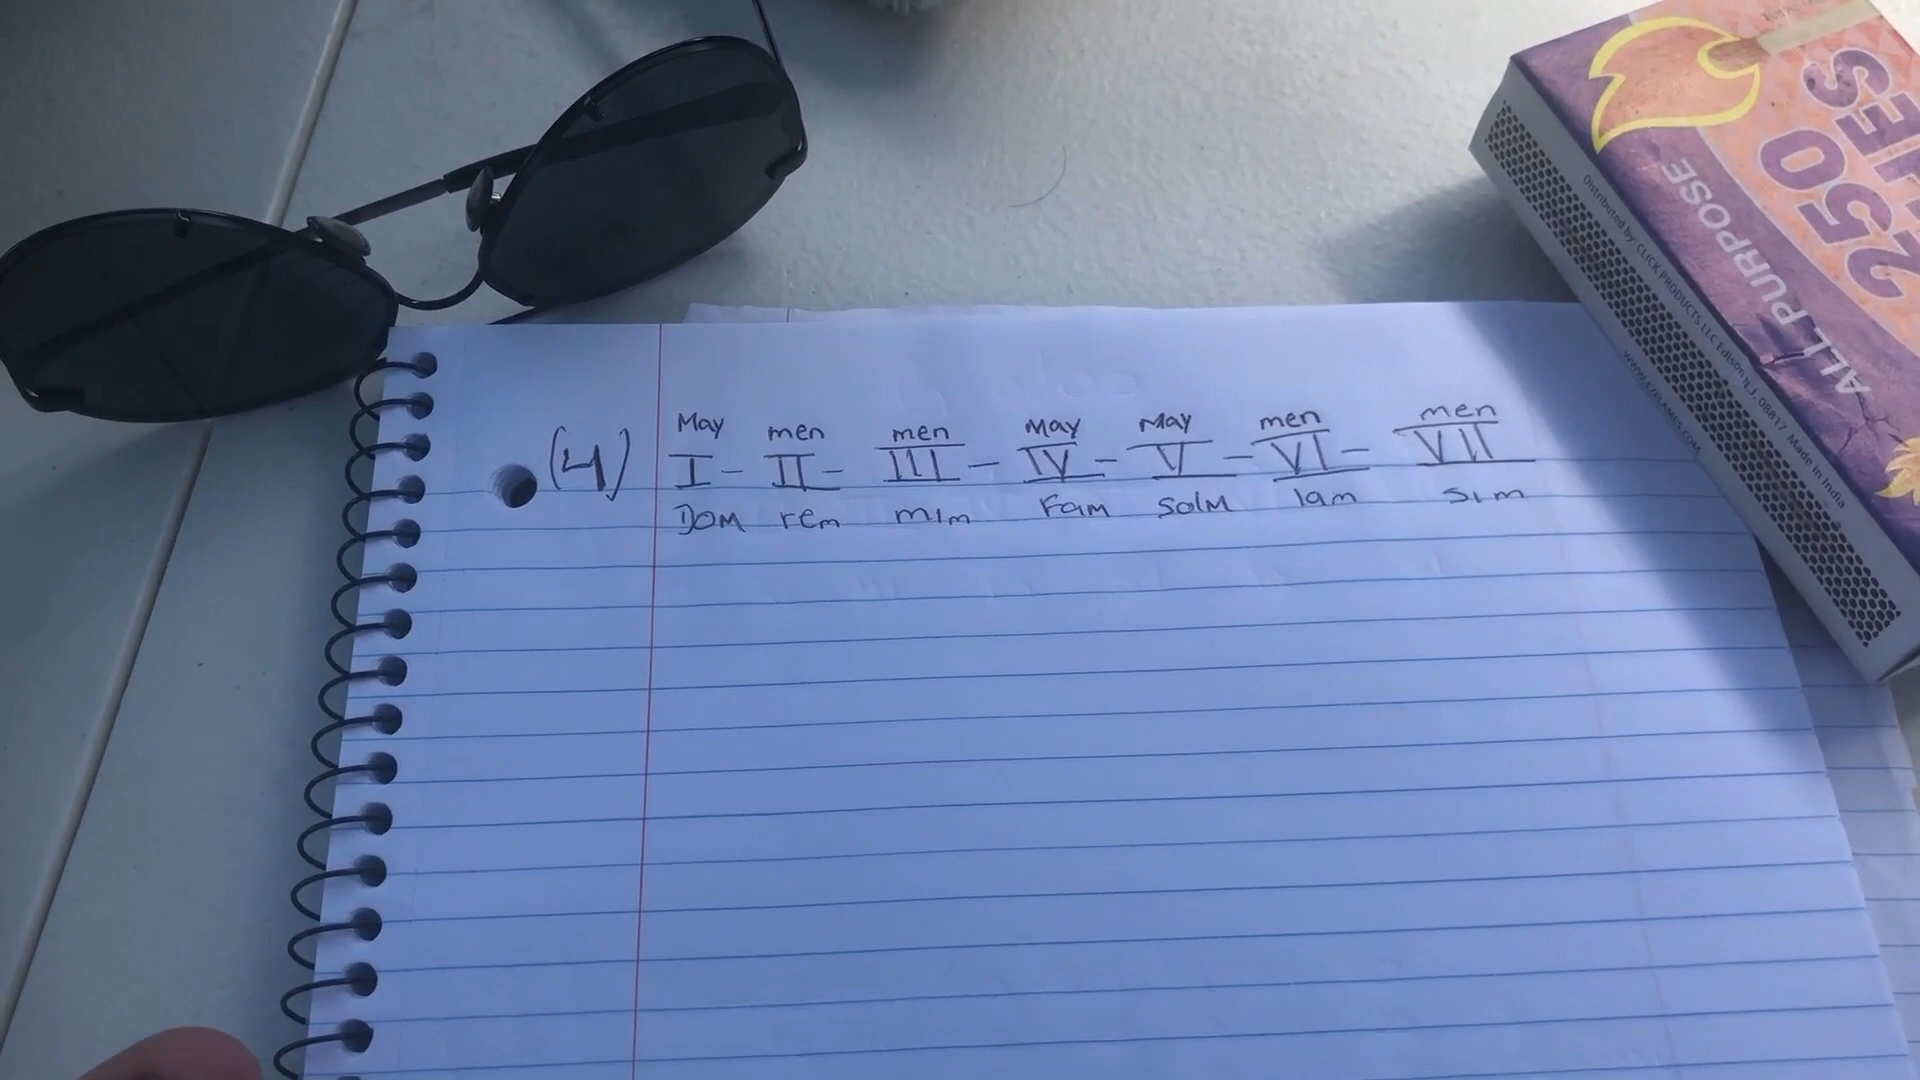 (4) May men men May May men men
I - II - III - IV - V - VI - VII
DOM rem mim Fam solM lam sim
ALL PURPOSE
250
Distributed by: CLICK PRODUCTS LLC Edison N.J. 08817 Made in India